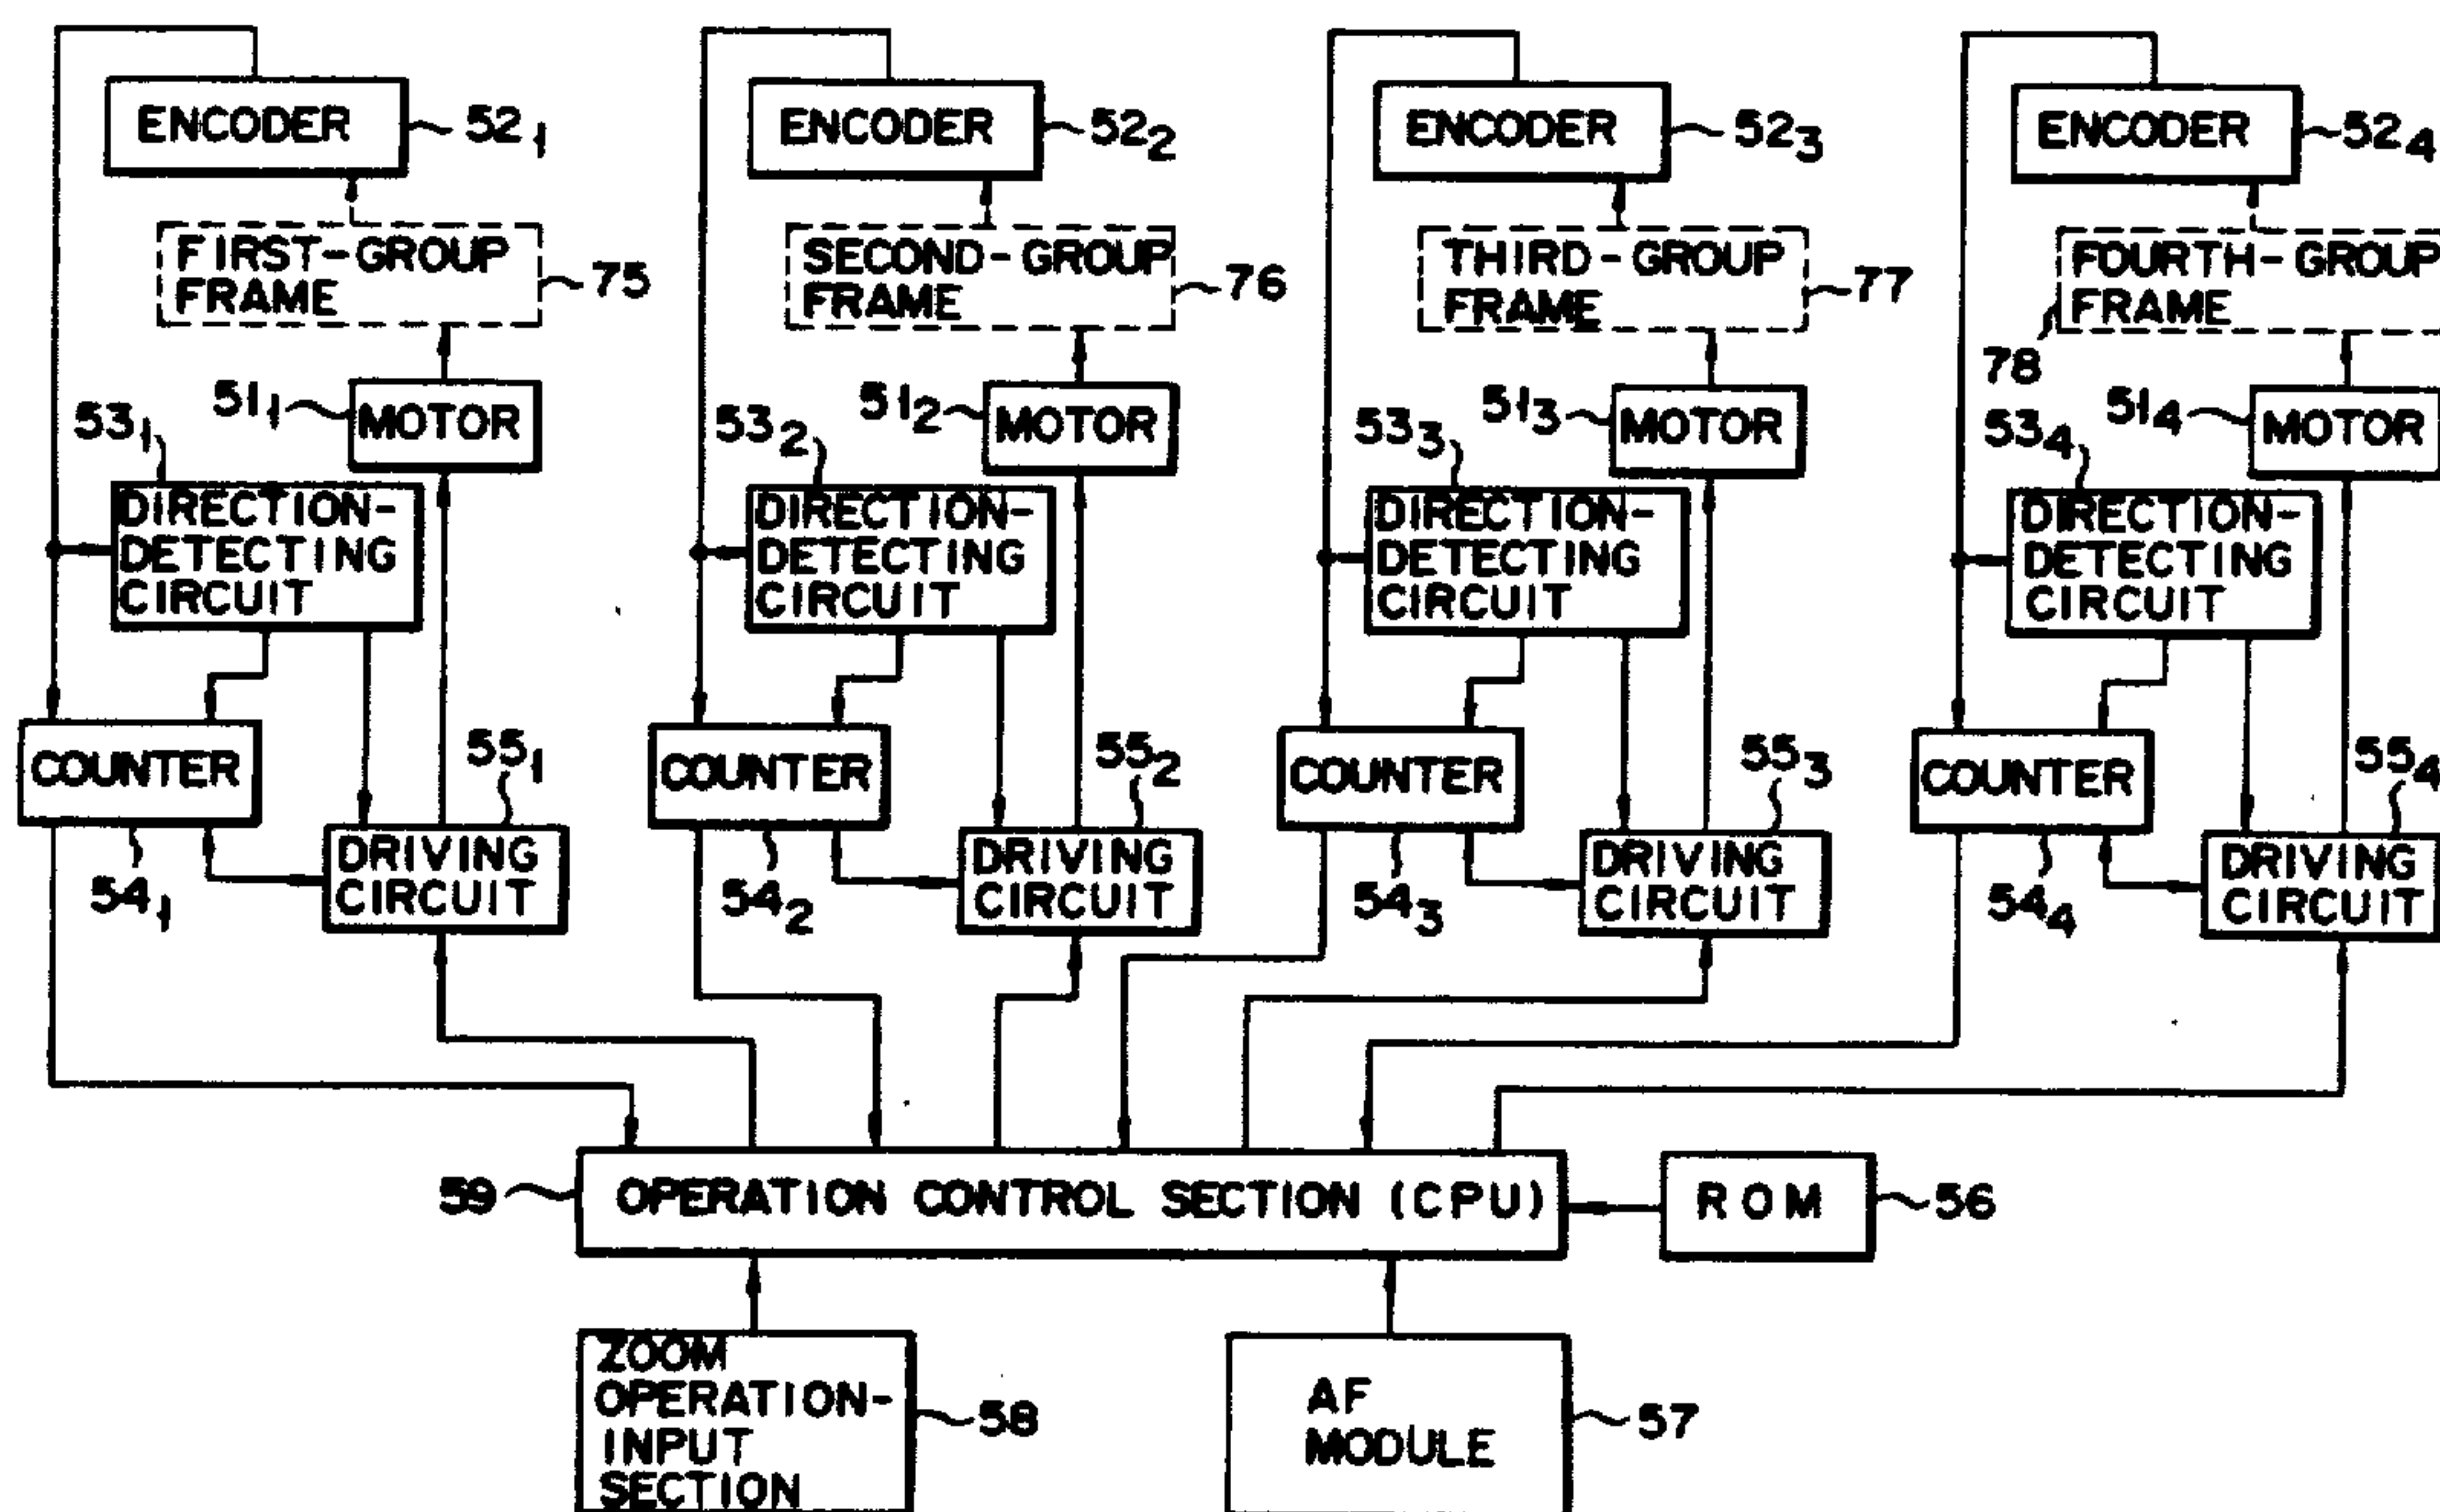 ENCODER
52₁
ENCODER
52₂
ENCODER
52₃
ENCODER
52₄
FIRST-GROUP
FRAME
75
SECOND-GROUP
FRAME
76
THIRD-GROUP
FRAME
77
FOURTH-GROUP
FRAME
78
53₁
51₁
MOTOR
53₂
51₂
MOTOR
53₃
51₃
MOTOR
53₄
51₄
MOTOR
DIRECTION-
DETECTING
CIRCUIT
DIRECTION-
DETECTING
CIRCUIT
DIRECTION-
DETECTING
CIRCUIT
DIRECTION-
DETECTING
CIRCUIT
COUNTER
55₁
COUNTER
55₂
COUNTER
55₃
COUNTER
55₄
54₁
DRIVING
CIRCUIT
54₂
DRIVING
CIRCUIT
54₃
DRIVING
CIRCUIT
54₄
DRIVING
CIRCUIT
59
OPERATION CONTROL SECTION (CPU)
ROM
56
ZOOM
OPERATION-
INPUT
SECTION
58
AF
MODULE
57